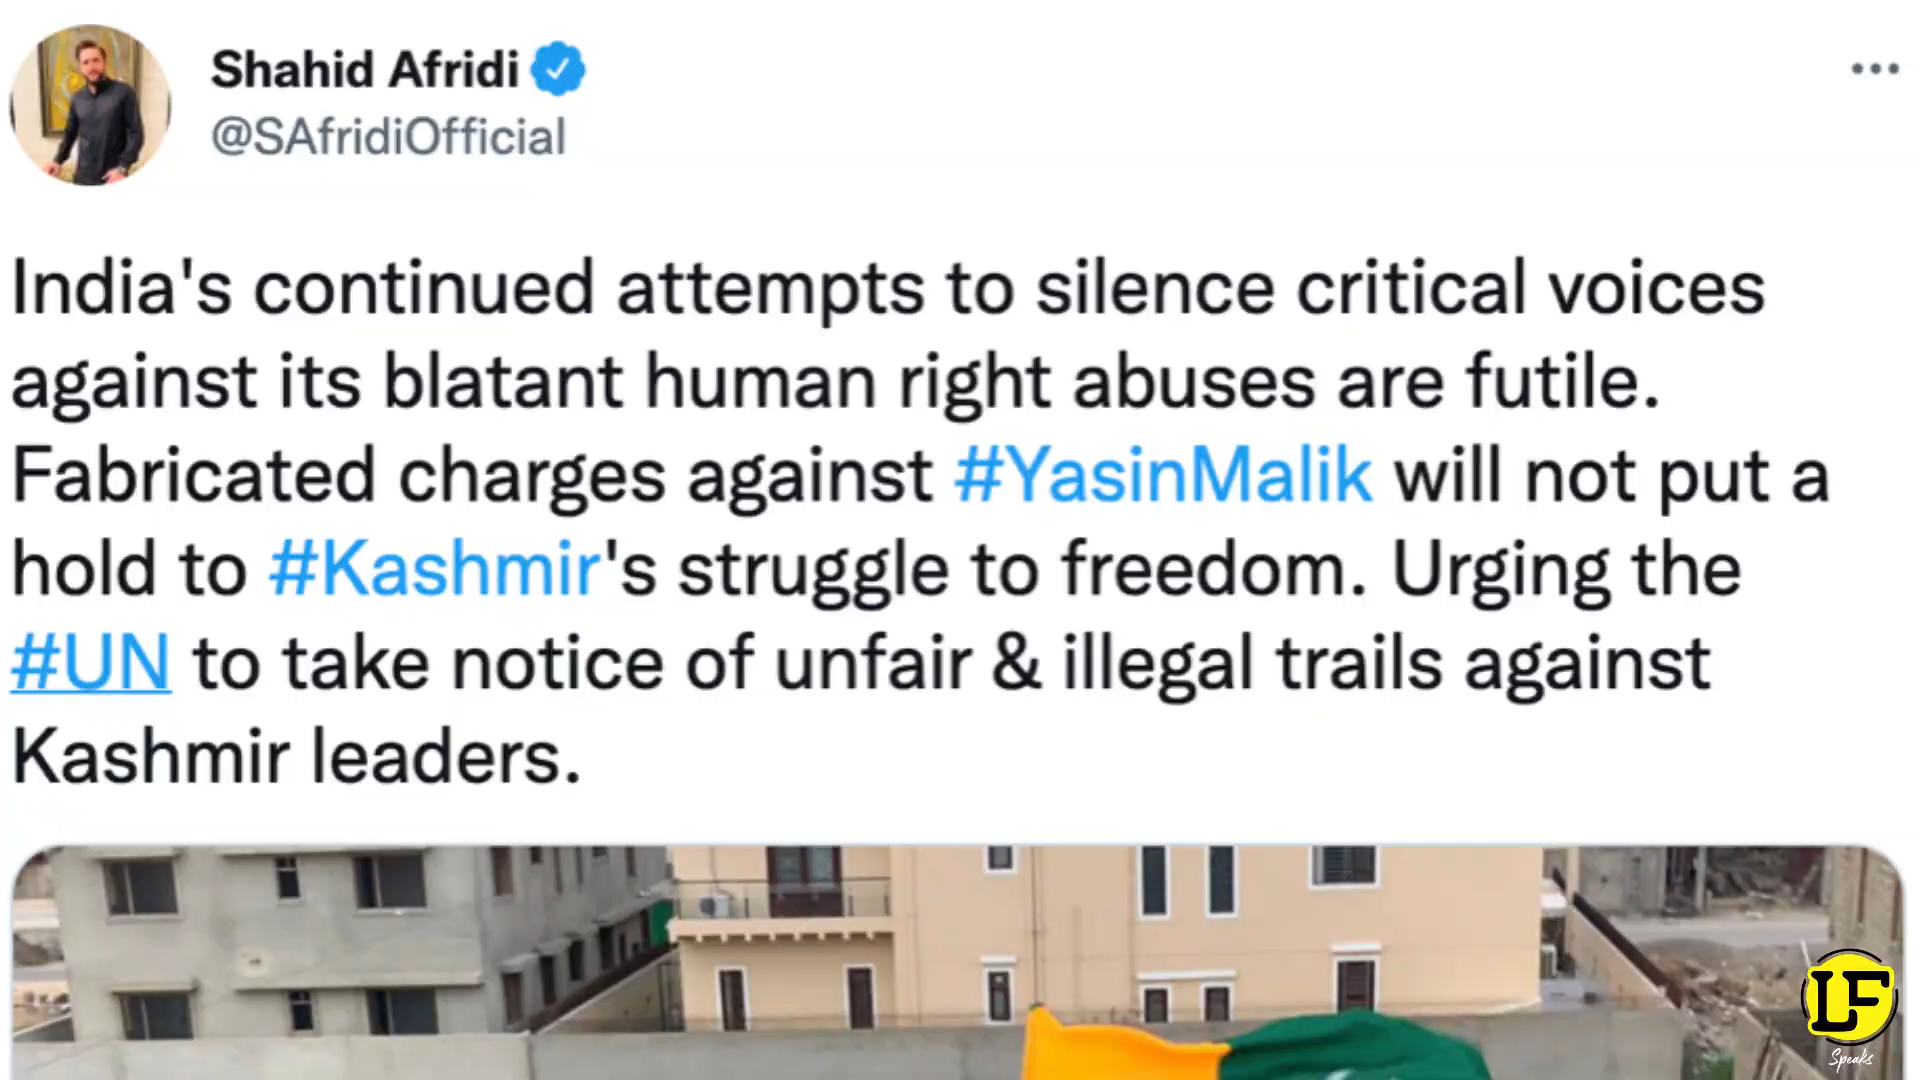 Shahid Afridi
@SAfridiOfficial
India's continued attempts to silence critical voices
against its blatant human right abuses are futile.
Fabricated charges against #YasinMalik will not put a
hold to #Kashmir's struggle to freedom. Urging the
#UN to take notice of unfair & illegal trails against
Kashmir leaders.
LF
Speaks